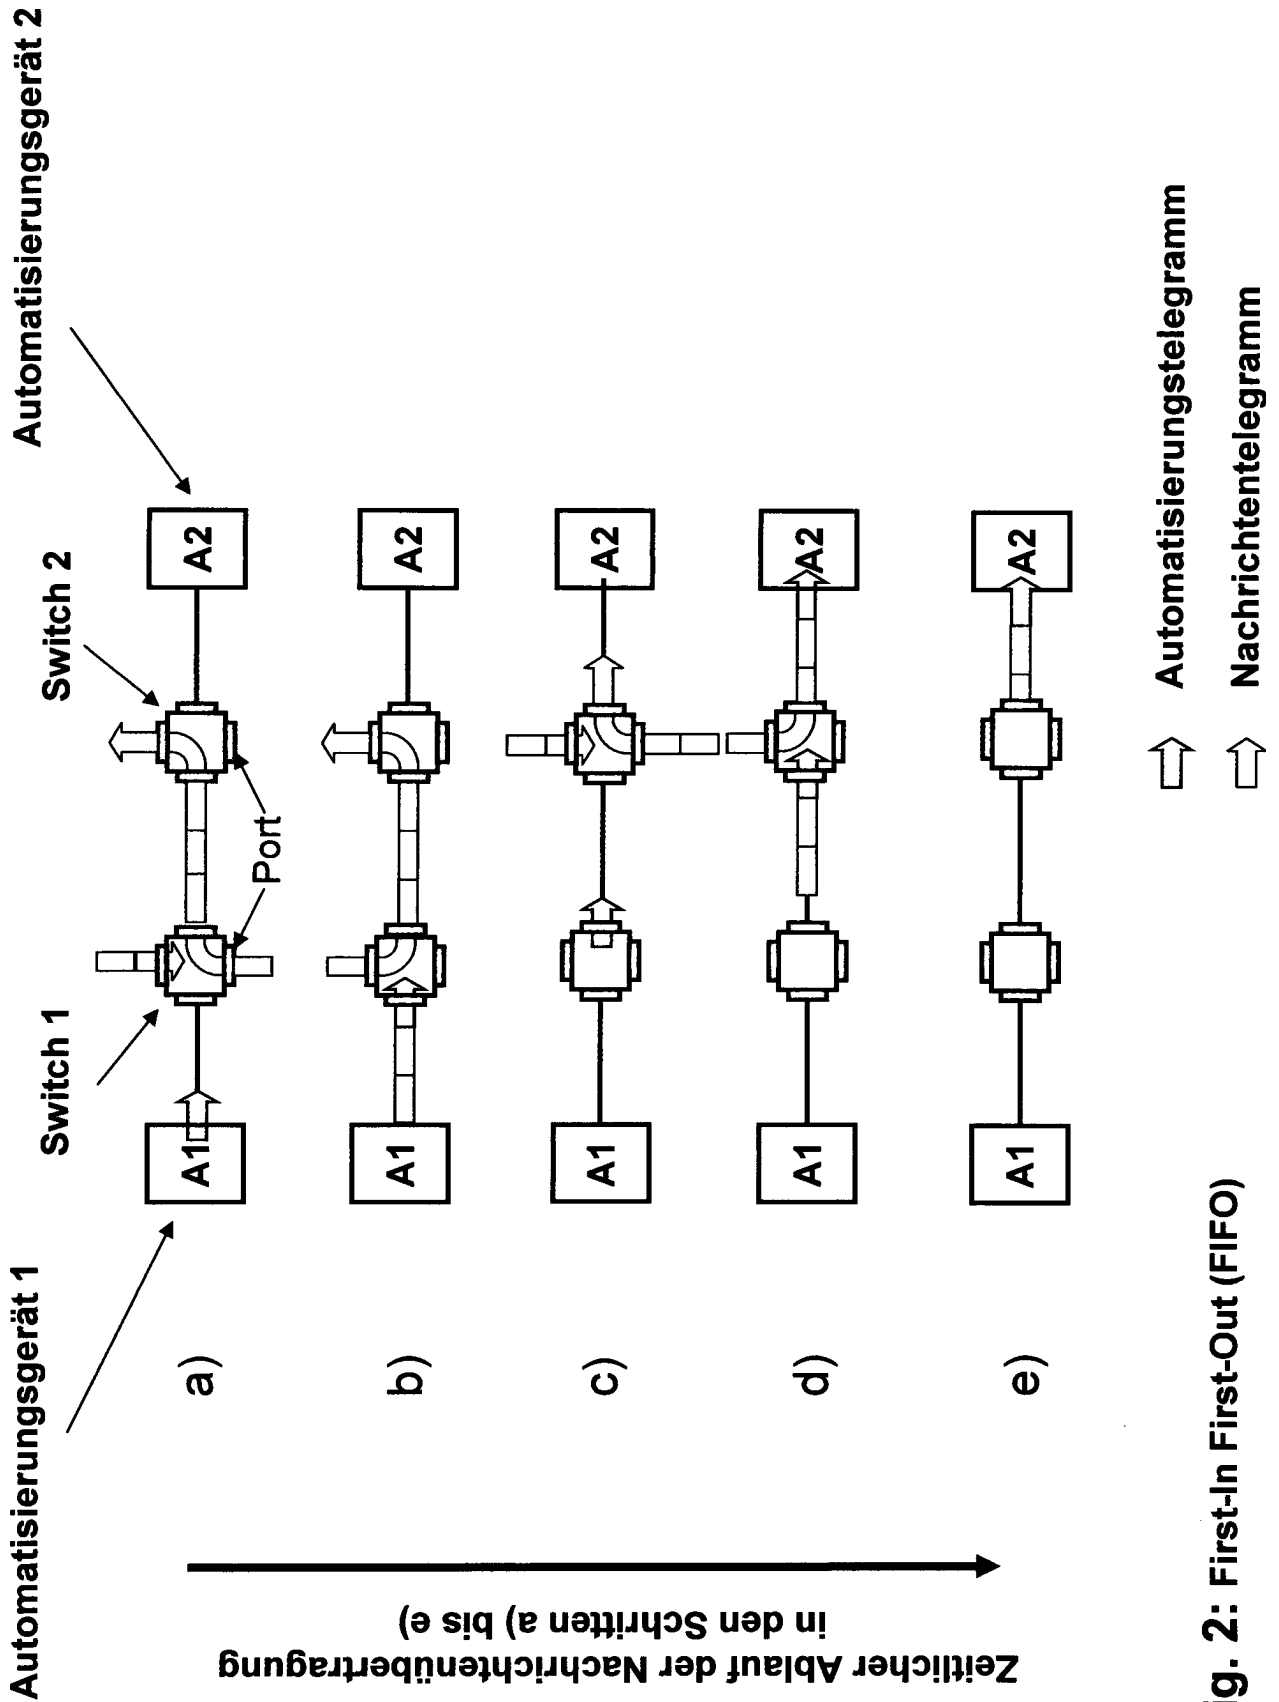 Automatisierungsgerät 1
Automatisierungsgerät 2
Switch 1
Switch 2
Port
a)
A1
A2
b)
A1
A2
c)
A1
A2
d)
A1
A2
e)
A1
A2
Zeitlicher Ablauf der Nachrichtenübertragung
in den Schritten a) bis e)
Automatisierungstelegramm
Nachrichtentelegramm
ig. 2: First-In First-Out (FIFO)